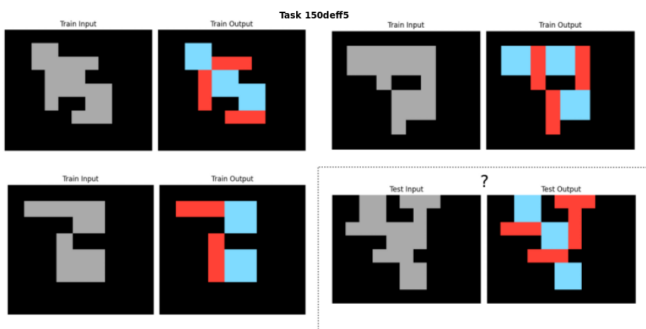 Task 150deff5
Train Input
Train Output
Train Input
Train Output
Train Input
Train Output
?
Test Input
Test Output